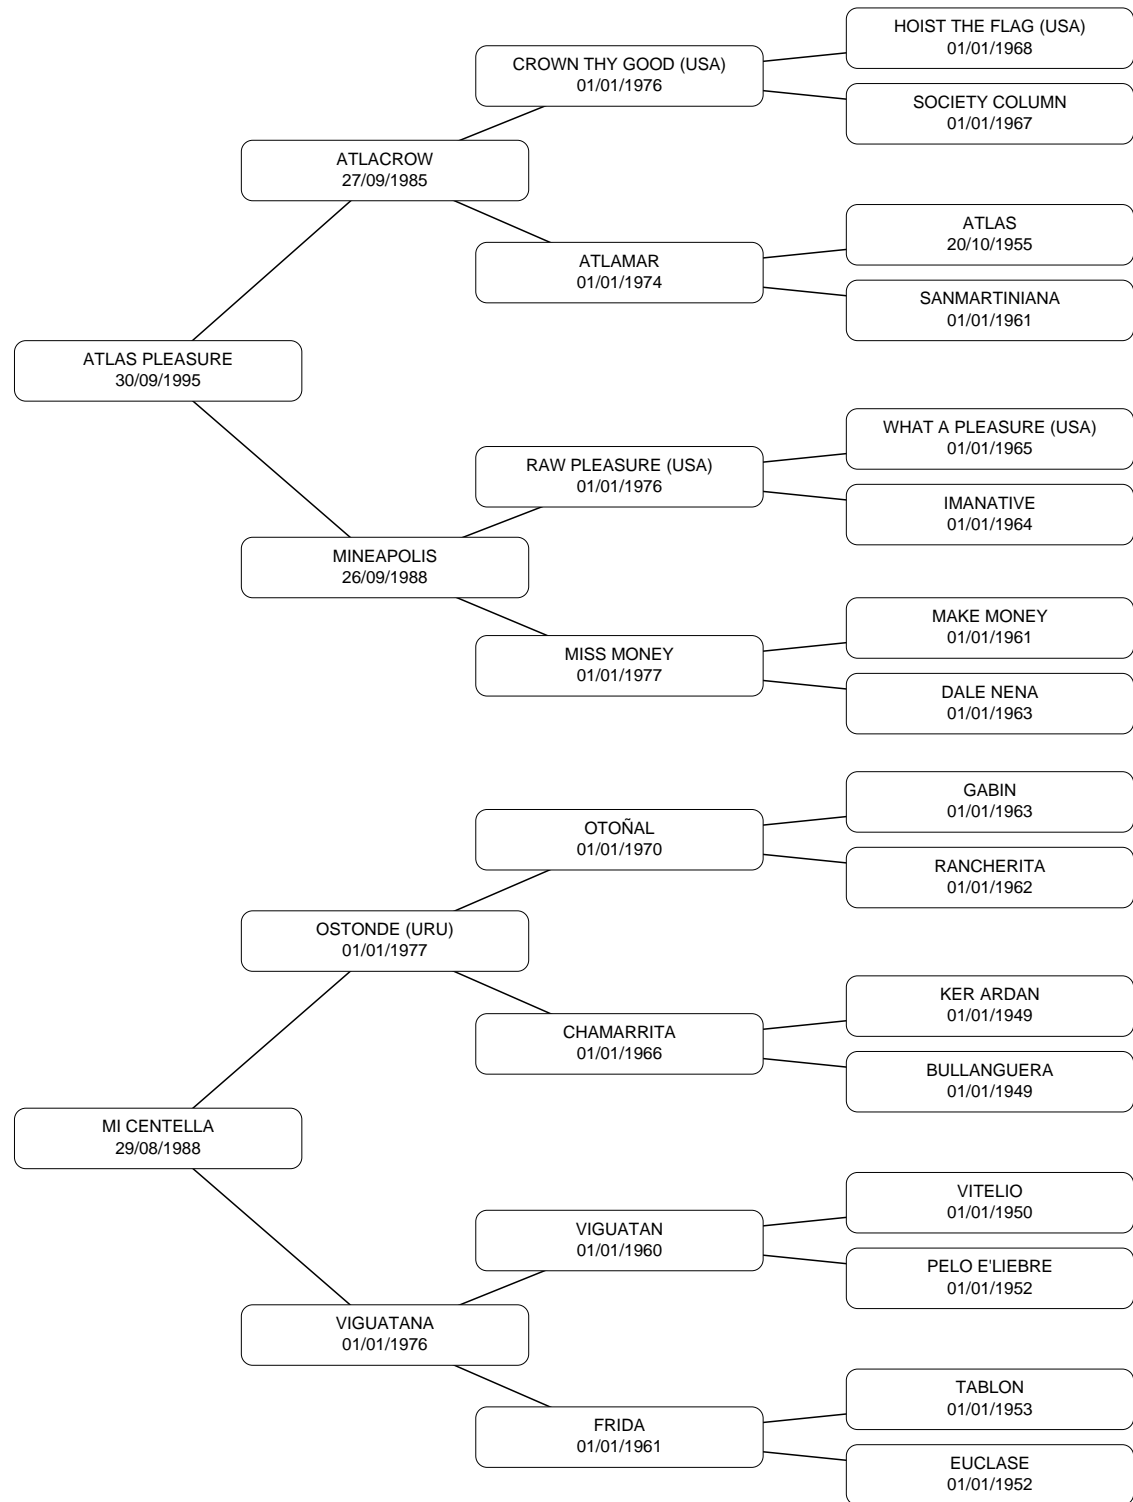 HOIST THE FLAG (USA)
01/01/1968
CROWN THY GOOD (USA)
01/01/1976
SOCIETY COLUMN
01/01/1967
ATLACROW
27/09/1985
ATLAS
20/10/1955
ATLAMAR
01/01/1974
SANMARTINIANA
01/01/1961
ATLAS PLEASURE
30/09/1995
WHAT A PLEASURE (USA)
01/01/1965
RAW PLEASURE (USA)
01/01/1976
IMANATIVE
01/01/1964
MINEAPOLIS
26/09/1988
MAKE MONEY
01/01/1961
MISS MONEY
01/01/1977
DALE NENA
01/01/1963
GABIN
01/01/1963
OTOÑAL
01/01/1970
RANCHERITA
01/01/1962
OSTONDE (URU)
01/01/1977
KER ARDAN
01/01/1949
CHAMARRITA
01/01/1966
BULLANGUERA
01/01/1949
MI CENTELLA
29/08/1988
VITELIO
01/01/1950
VIGUATAN
01/01/1960
PELO E'LIEBRE
01/01/1952
VIGUATANA
01/01/1976
TABLON
01/01/1953
FRIDA
01/01/1961
EUCLASE
01/01/1952